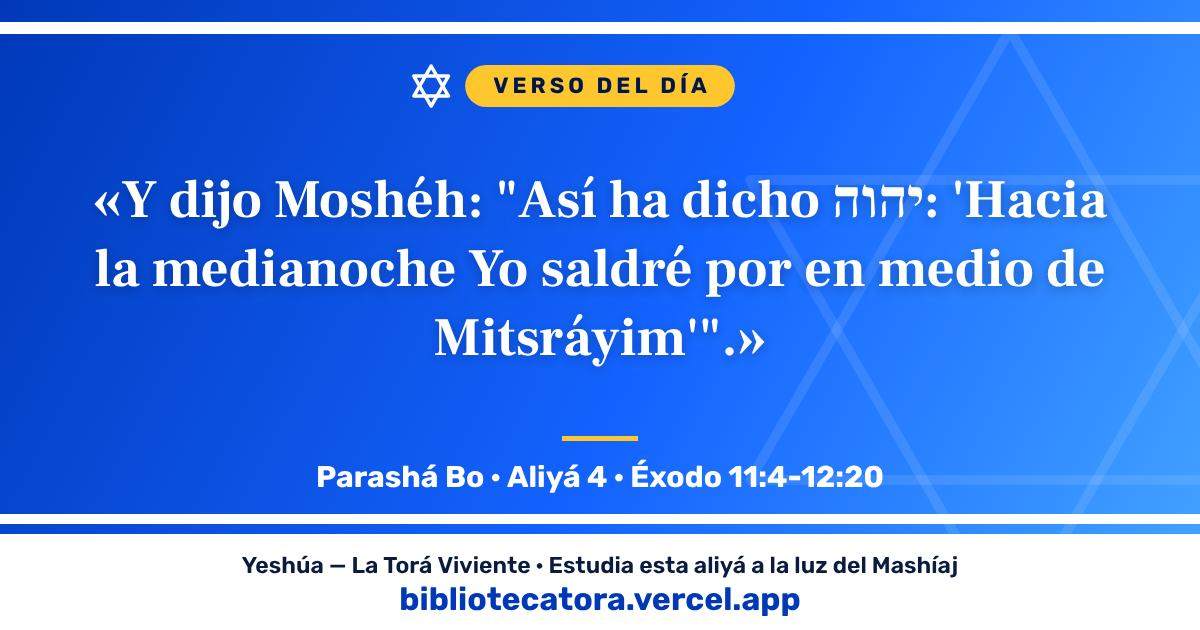 VERSO DEL DÍA
«Y dijo Moshéh: "Así ha dicho יהוה: 'Hacia
la medianoche Yo saldré por en medio de
Mitsráyim'".»
Parashá Bo • Aliyá 4 • Éxodo 11:4-12:20
Yeshúa — La Torá Viviente • Estudia esta aliyá a la luz del Mashíaj
bibliotecatora.vercel.app